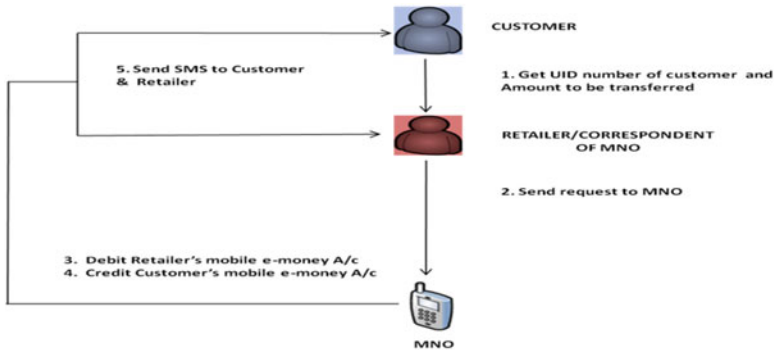 CUSTOMER
5. Send SMS to Customer
& Retailer
1. Get UID number of customer and
Amount to be transferred
RETAILER/CORRESPONDENT
OF MNO
2. Send request to MNO
3. Debit Retailer's mobile e-money A/c
4. Credit Customer's mobile e-money A/c
MNO